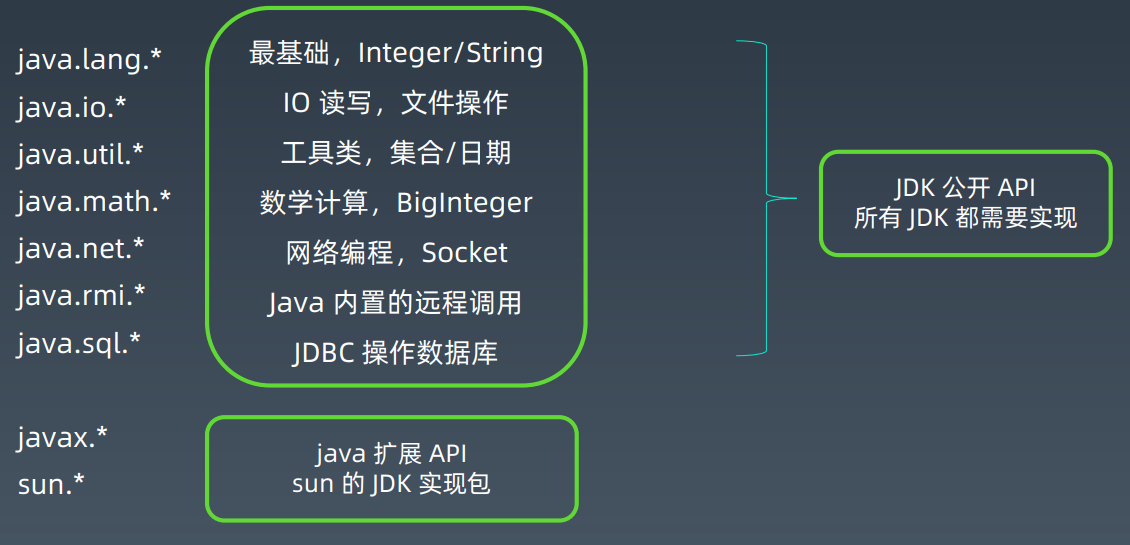 java.lang.*
最基础，Integer/String
java.io.*
IO 读写，文件操作
java.util.*
工具类，集合/日期
java.math.*
数学计算，BigInteger
java.net.*
网络编程，Socket
java.rmi.*
Java 内置的远程调用
java.sql.*
JDBC 操作数据库
JDK 公开 API
所有 JDK 都需要实现
javax.*
java 扩展 API
sun.*
sun 的 JDK 实现包